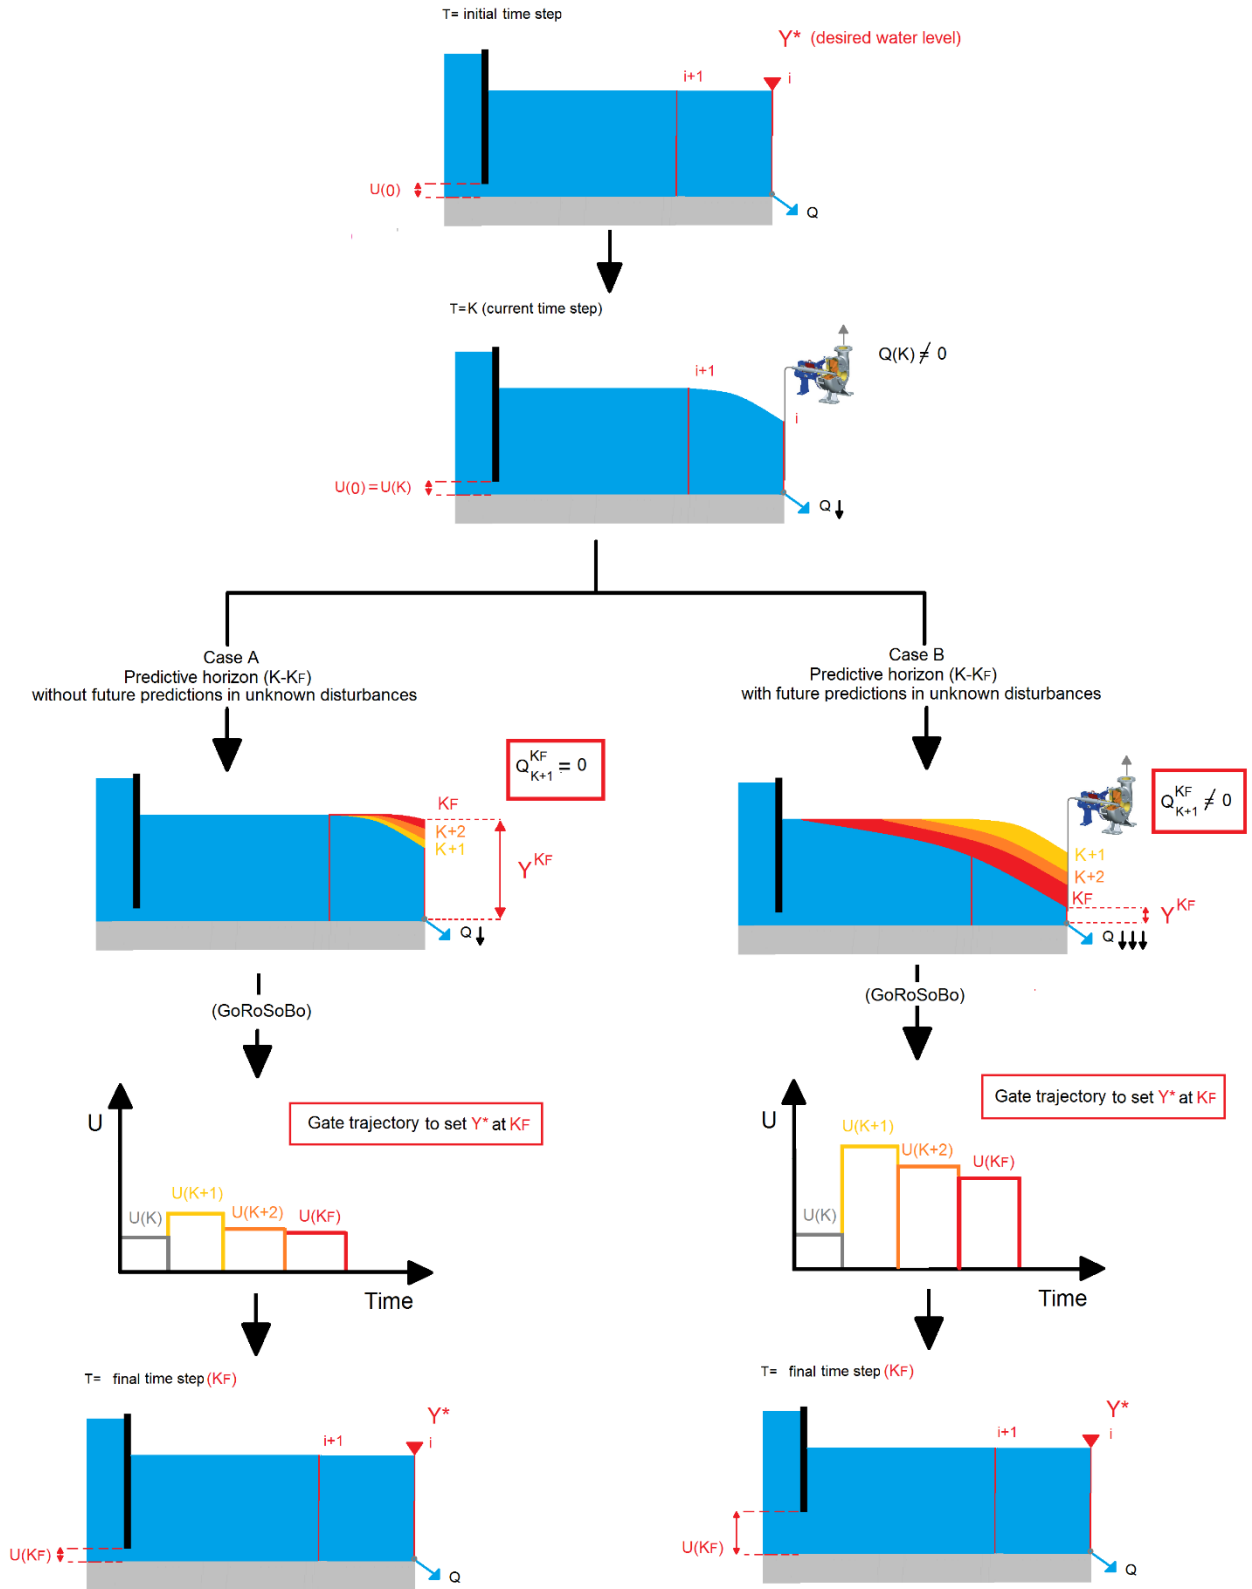 T= initial time step
Y* (desired water level)
i+1
i
U(0)
Q
T=K (current time step)
Q(K) ≠ 0
i+1
i
U(0)=U(K)
Q
Case A
Predictive horizon (K-KF)
without future predictions in unknown disturbances
Case B
Predictive horizon (K-KF)
with future predictions in unknown disturbances
Q K+1 KF = 0
KF
K+2
K+1
Y KF
Q
Q K+1 KF ≠ 0
K+1
K+2
KF
Y KF
Q
(GoRoSoBo)
(GoRoSoBo)
U
Gate trajectory to set Y* at KF
U(K)
U(K+1)
U(K+2)
U(KF)
Time
U
Gate trajectory to set Y* at KF
U(K)
U(K+1)
U(K+2)
U(KF)
Time
T= final time step (KF)
Y*
i+1
i
U(KF)
Q
T= final time step (KF)
Y*
i+1
i
U(KF)
Q